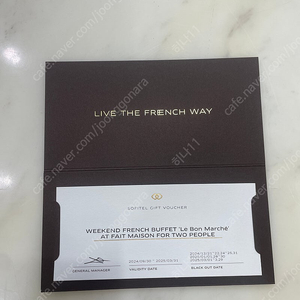 LIVE THE FRENCH WAY
SOFITEL GIFT VOUCHER
WEEKEND FRENCH BUFFET 'Le Bon Marché'
AT FAIT MAISON FOR TWO PEOPLE
GENERAL MANAGER
VALIDITY DATE
BLACK OUT DATE
cafe.naver.com/joonggonara